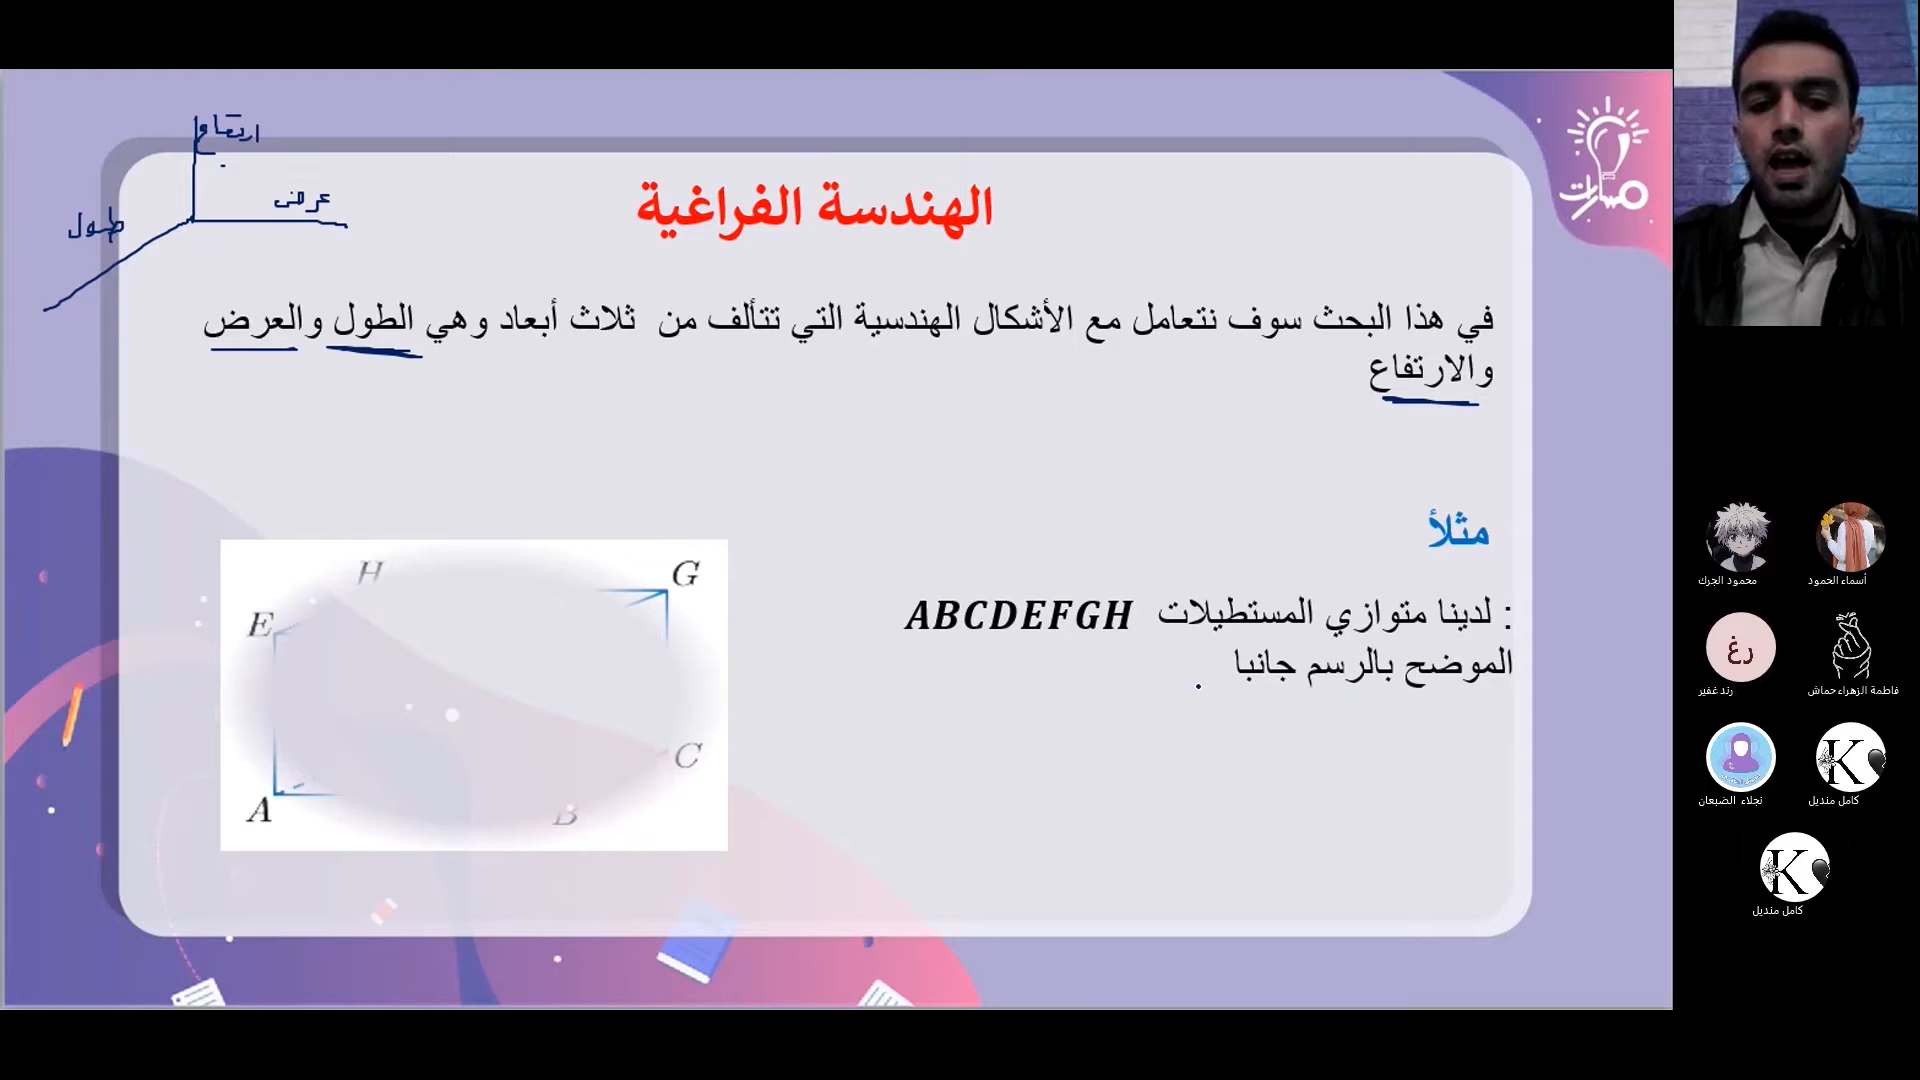 ارتفاع
عرض
طول
مسارات
الهندسة الفراغية
في هذا البحث سوف نتعامل مع الأشكال الهندسية التي تتألف من ثلاث أبعاد وهي الطول والعرض
والارتفاع
مثلاً
: لدينا متوازي المستطيلات ABCDEFGH
الموضح بالرسم جانبا
H
G
E
C
A
B
محمود الجرك
أسماء الحمود
رغ
رند غفير
فاطمة الزهراء حماش
نجلاء الضبعان
K
كامل منديل
K
كامل منديل